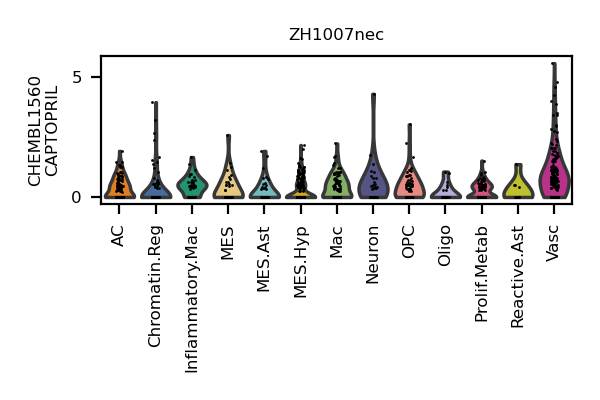 ZH1007nec
CHEMBL1560
CAPTOPRIL
5
0
AC
Chromatin.Reg
Inflammatory.Mac
MES
MES.Ast
MES.Hyp
Mac
Neuron
OPC
Oligo
Prolif.Metab
Reactive.Ast
Vasc